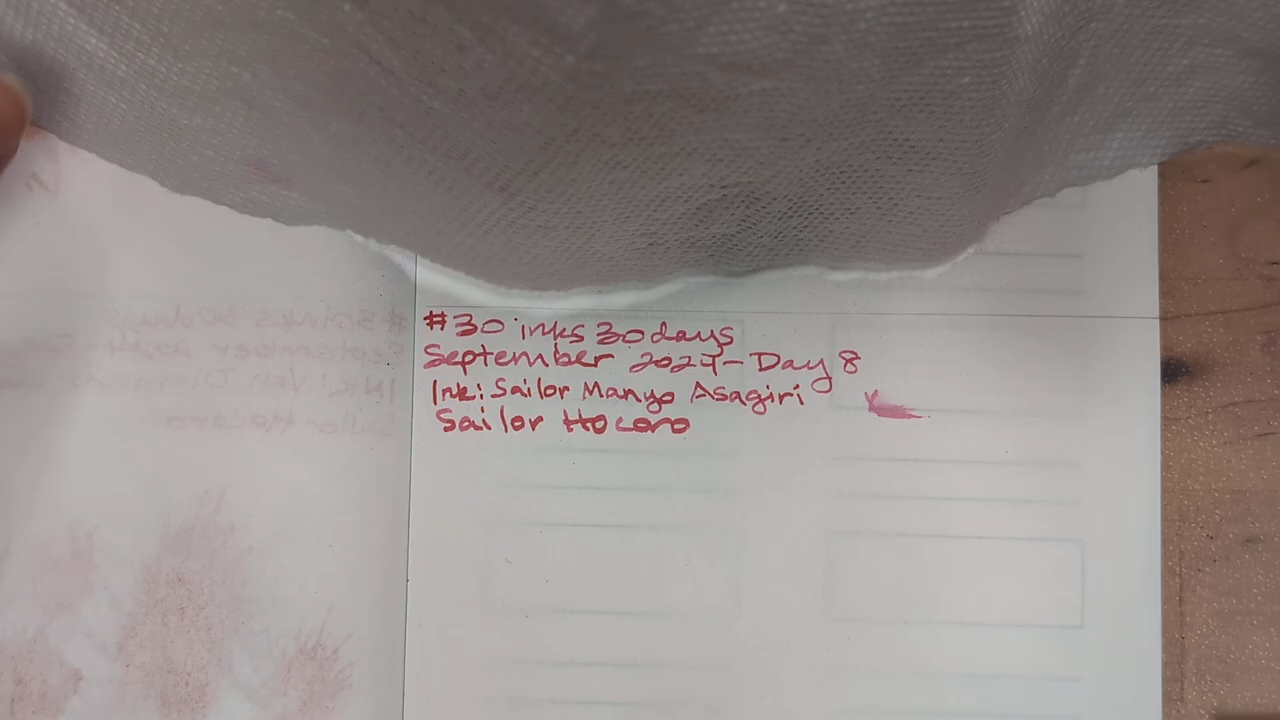 #30 inks 30 days
September 2024 - Day 8
Ink: Sailor Manyo Asagiri
Sailor Hocoro